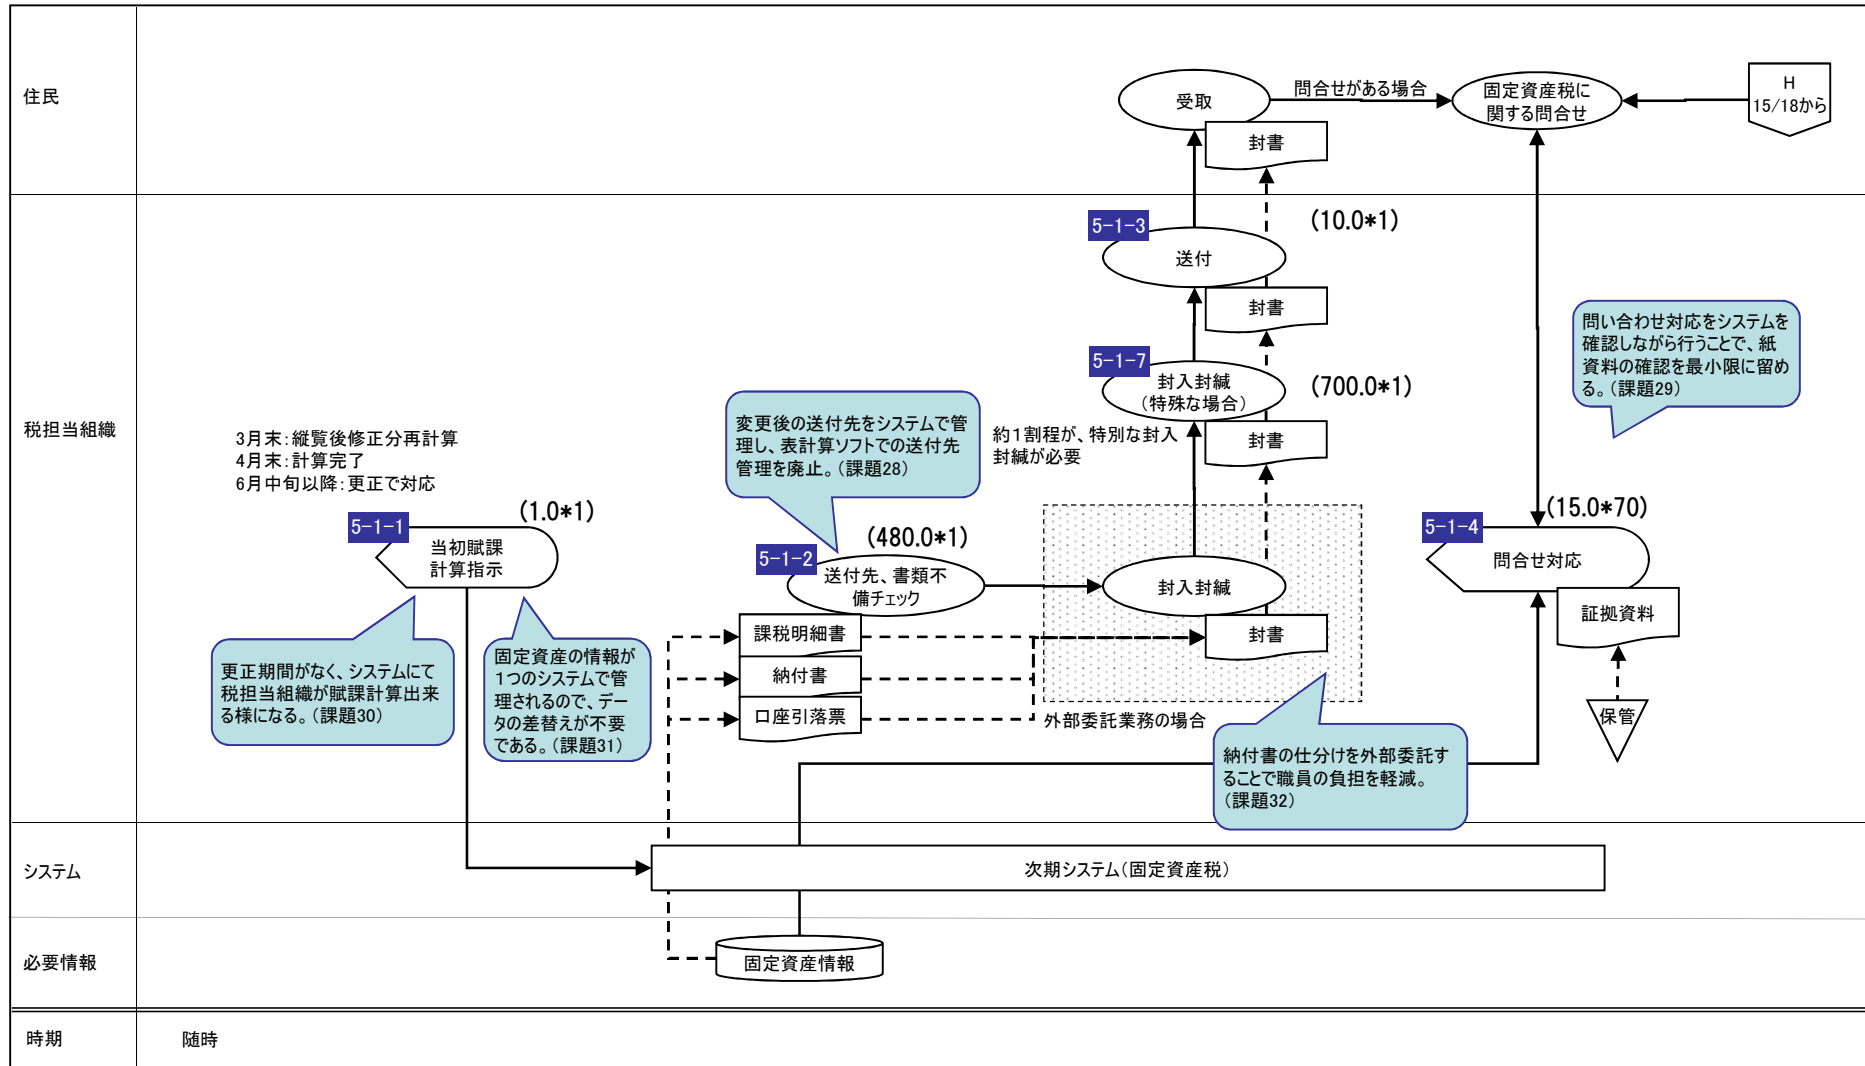 住民
受取
問合せがある場合
固定資産税に
関する問合せ
H
15/18から
封書
税担当組織
5-1-3
(10.0*1)
送付
封書
5-1-7
封入封緘
（特殊な場合）
(700.0*1)
封書
約１割程が、特別な封入
封緘が必要
問い合わせ対応をシステムを
確認しながら行うことで、紙
資料の確認を最小限に留め
る。（課題29）
変更後の送付先をシステムで管
理し、表計算ソフトでの送付先
管理を廃止。（課題28）
3月末：縦覧後修正分再計算
4月末：計算完了
6月中旬以降：更正で対応
5-1-1
(1.0*1)
当初賦課
計算指示
5-1-2
(480.0*1)
送付先、書類不
備チェック
封入封緘
封書
5-1-4
(15.0*70)
問合せ対応
証拠資料
保管
課税明細書
納付書
口座引落票
外部委託業務の場合
更正期間がなく、システムにて
税担当組織が賦課計算出来
る様になる。（課題30）
固定資産の情報が
1つのシステムで管
理されるので、デー
タの差替えが不要
である。（課題31）
納付書の仕分けを外部委託す
ることで職員の負担を軽減。
（課題32）
システム
次期システム（固定資産税）
必要情報
固定資産情報
時期
随時